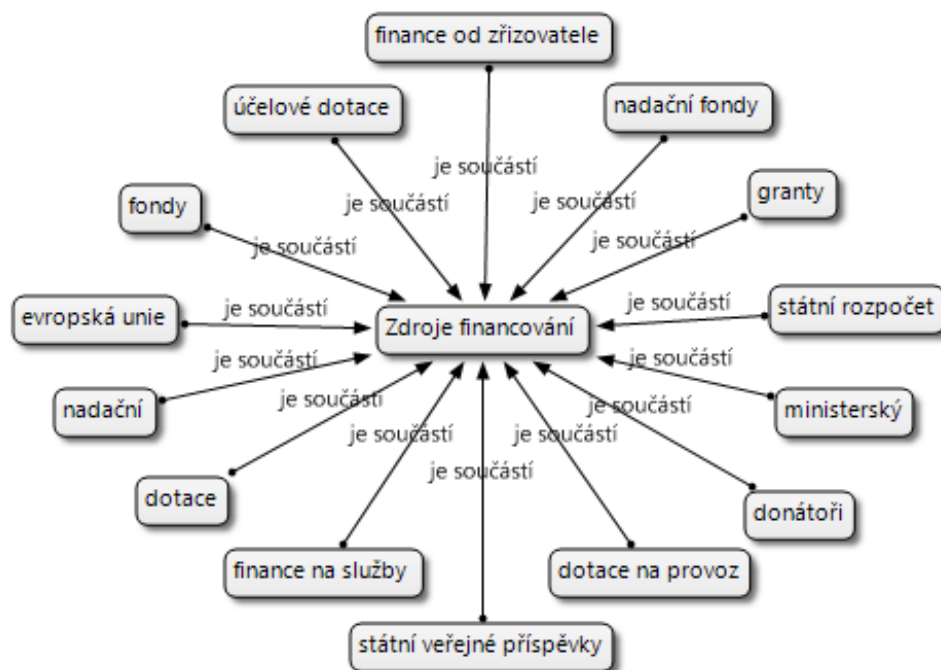 finance od zřizovatele
účelové dotace
nadační fondy
je součástí
granty
fondy
je součástí
je součástí
je součástí
je součástí
státní rozpočet
evropská unie
je součástí
je součástí
Zdroje financování
je součástí
je součástí
nadační
ministerský
je součástí
je součástí
je součástí
je součástí
je součástí
dotace
donátoři
finance na služby
dotace na provoz
státní veřejné příspěvky